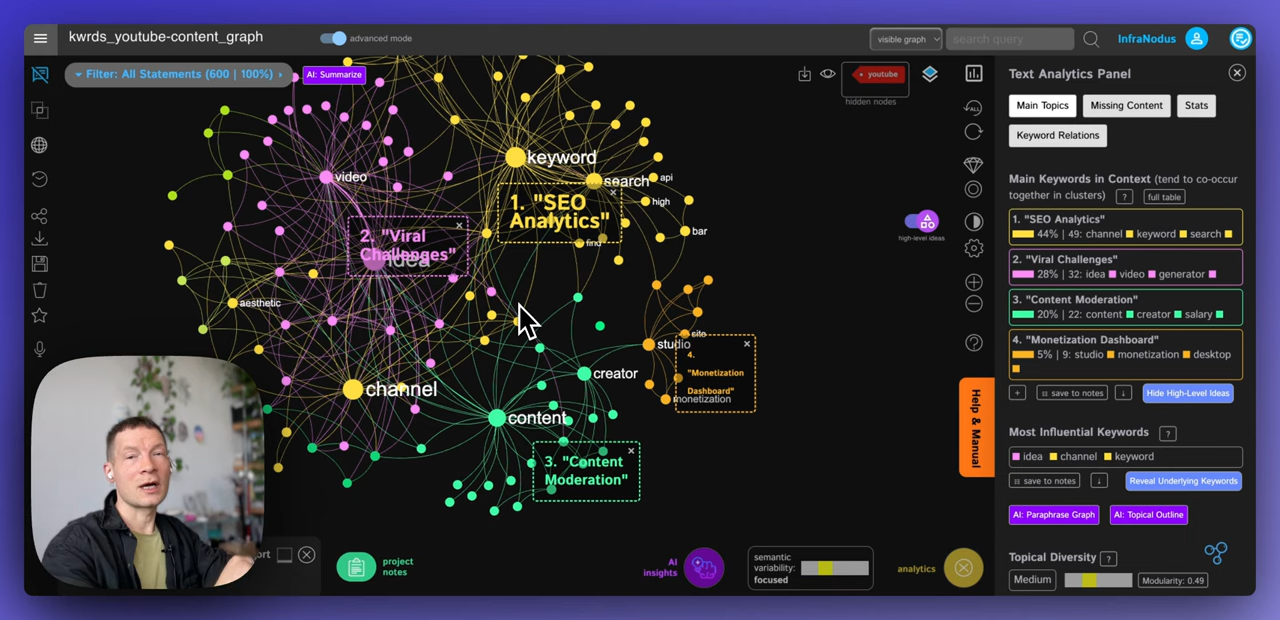 kwrds_youtube-content_graph
advanced mode
visible graph
search query
InfraNodus
Filter: All Statements (600 | 100%)
AI: Summarize
youtube
hidden nodes
ALL
high-level ideas
keyword
search
api
high
bar
find
video
idea
aesthetic
channel
content
creator
studio
site
monetization
1. "SEO
Analytics"
2. "Viral
Challenges"
3. "Content
Moderation"
4.
"Monetization
Dashboard"
ort
project
notes
AI
insights
semantic
variability:
focused
analytics
Help & Manual
Text Analytics Panel
Main Topics
Missing Content
Stats
Keyword Relations
Main Keywords in Context (tend to co-occur
together in clusters) ? full table
1. "SEO Analytics"
44% | 49: channel keyword search
2. "Viral Challenges"
28% | 32: idea video generator
3. "Content Moderation"
20% | 22: content creator salary
4. "Monetization Dashboard"
5% | 9: studio monetization desktop
+ save to notes ↓ Hide High-Level Ideas
Most Influential Keywords ?
idea channel keyword
save to notes ↓ Reveal Underlying Keywords
AI: Paraphrase Graph AI: Topical Outline
Topical Diversity ?
Medium Modularity: 0.49